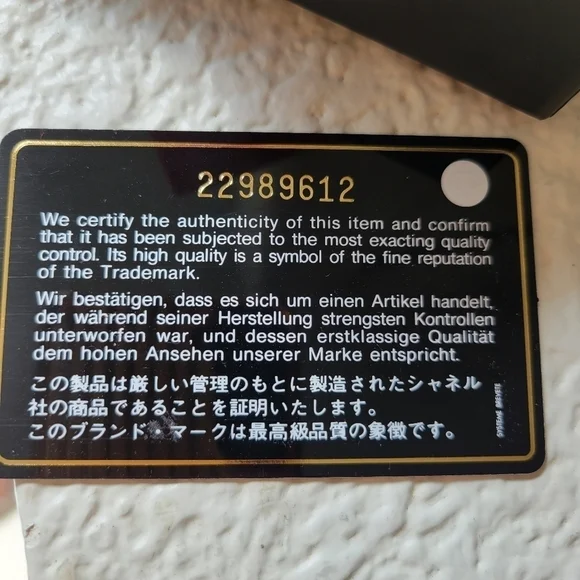 22989612
We certify the authenticity of this item and confirm
that it has been subjected to the most exacting quality
control. Its high quality is a symbol of the fine reputation
of the Trademark.
Wir bestätigen, dass es sich um einen Artikel handelt,
der während seiner Herstellung strengsten Kontrollen
unterworfen war, und dessen erstklassige Qualität
dem hohen Ansehen unserer Marke entspricht.
この製品は厳しい管理のもとに製造されたシャネル
社の商品であることを証明いたします。
このブランド・マークは最高級品質の象徴です。